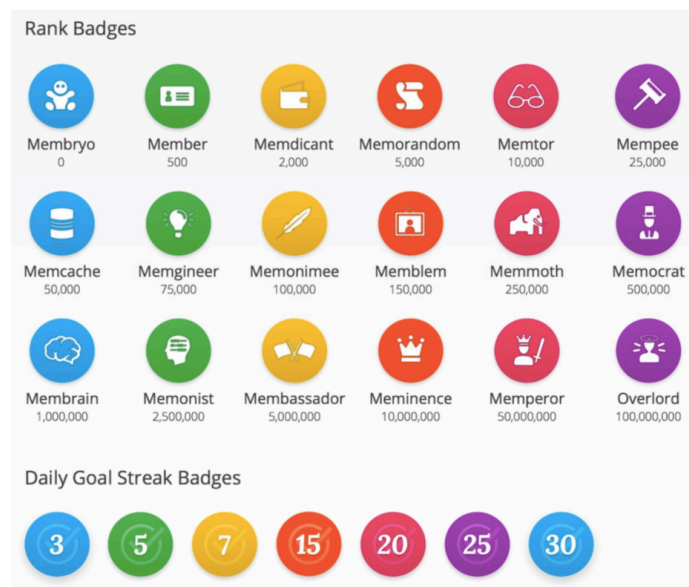 Rank Badges
Membryo Member Memdicant Memorandom Memtor Mempee
0 500 2,000 5,000 10,000 25,000
Memcache Memgineer Memonimee Memblem Memmoth Memocrat
50,000 75,000 100,000 150,000 250,000 500,000
Membrain Memonist Membassador Meminence Memperor Overlord
1,000,000 2,500,000 5,000,000 10,000,000 50,000,000 100,000,000
Daily Goal Streak Badges
3 5 7 15 20 25 30